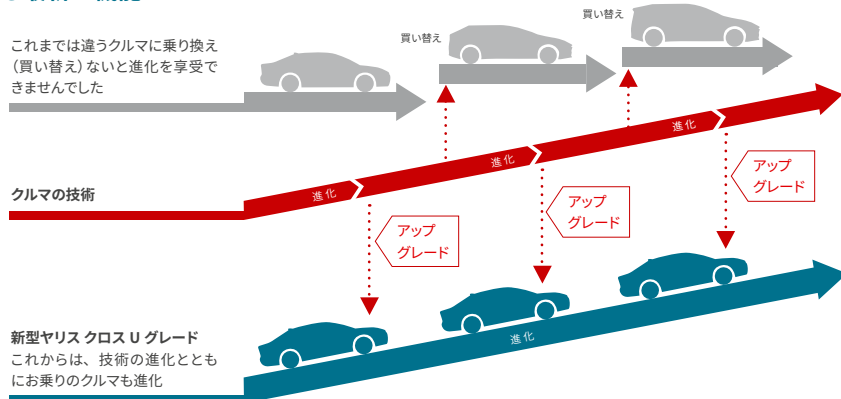 買い替え
買い替え
これまでは違うクルマに乗り換え
（買い替え）ないと進化を享受で
きませんでした
進化
進化
進化
アップ
グレード
アップ
グレード
アップ
グレード
クルマの技術
新型ヤリス クロス U グレード
これからは、技術の進化ととも
にお乗りのクルマも進化
進化